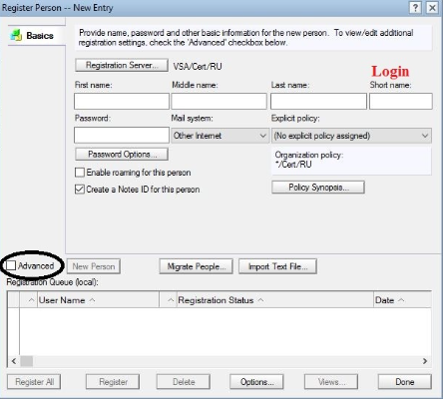 Register Person -- New Entry
Basics
Provide name, password and other basic information for the new person. To view/edit additional
registration settings, check the 'Advanced' checkbox below.
Registration Server... VSA/Cert/RU
Login
First name: Middle name: Last name: Short name:
Password: Mail system: Explicit policy:
Other Internet (No explicit policy assigned)
Password Options... Organization policy:
*/Cert/RU
Enable roaming for this person
Create a Notes ID for this person Policy Synopsis...
Advanced New Person Migrate People... Import Text File...
Registration Queue (local):
User Name Registration Status Date
Register All Register Delete Options... Views... Done